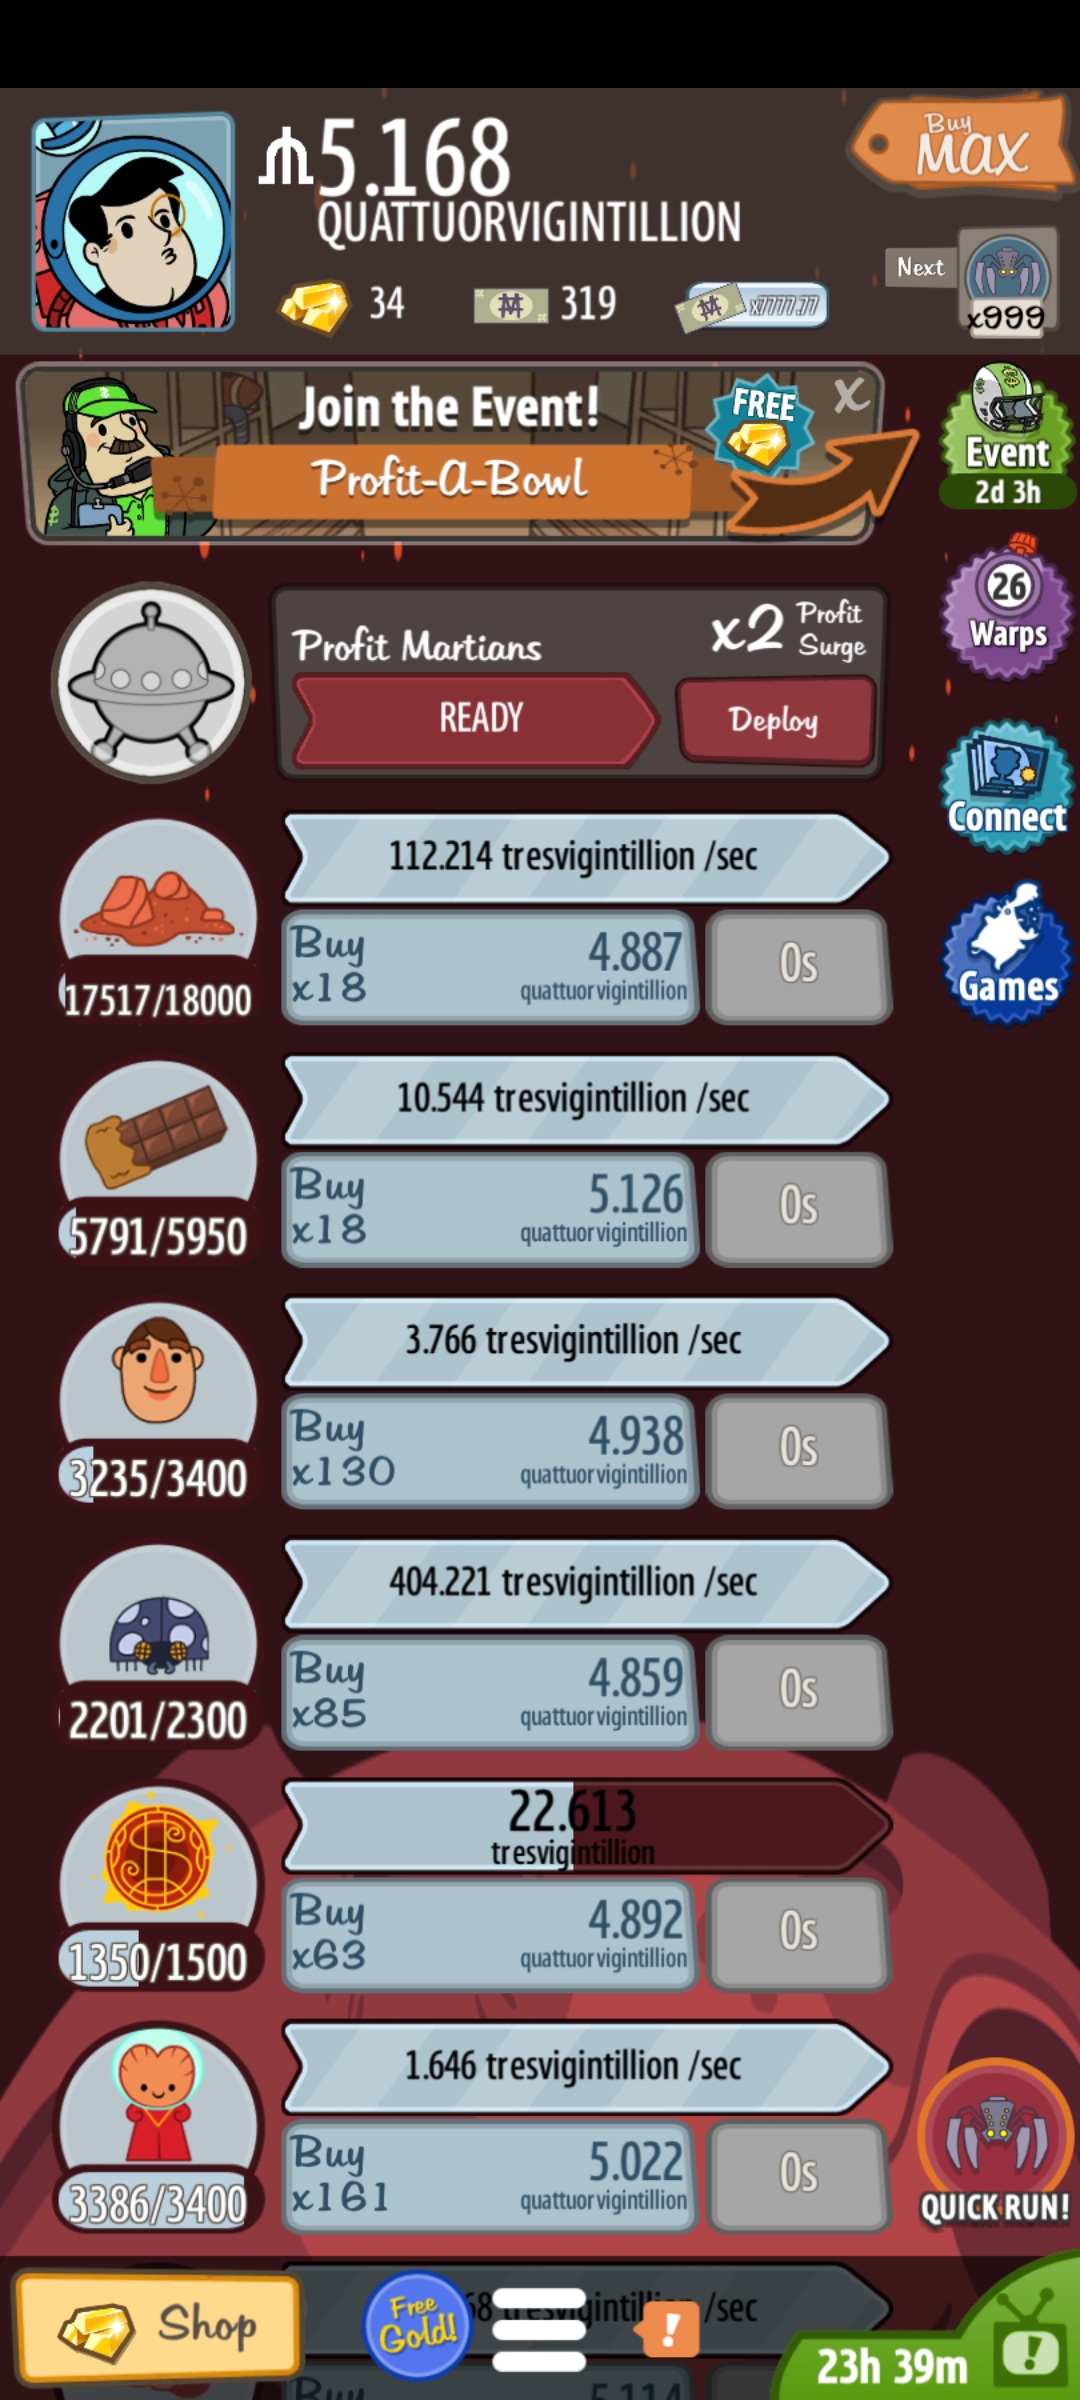 5.168
QUATTUORVIGINTILLION
Buy
MAX
34
319
x7777.77
Next
x999
Join the Event!
Profit-A-Bowl
FREE
X
Event
2d 3h
Profit Martians
x2 Profit Surge
READY
Deploy
26
Warps
Connect
Games
112.214 tresvigintillion /sec
17517/18000
Buy
x18
4.887
quattuorvigintillion
0s
10.544 tresvigintillion /sec
5791/5950
Buy
x18
5.126
quattuorvigintillion
0s
3.766 tresvigintillion /sec
3235/3400
Buy
x130
4.938
quattuorvigintillion
0s
404.221 tresvigintillion /sec
2201/2300
Buy
x85
4.859
quattuorvigintillion
0s
22.613
tresvigintillion
1350/1500
Buy
x63
4.892
quattuorvigintillion
0s
1.646 tresvigintillion /sec
3386/3400
Buy
x161
5.022
quattuorvigintillion
0s
QUICK RUN!
Shop
Free
Gold!
!
/sec
23h 39m
!
Buy
5.114